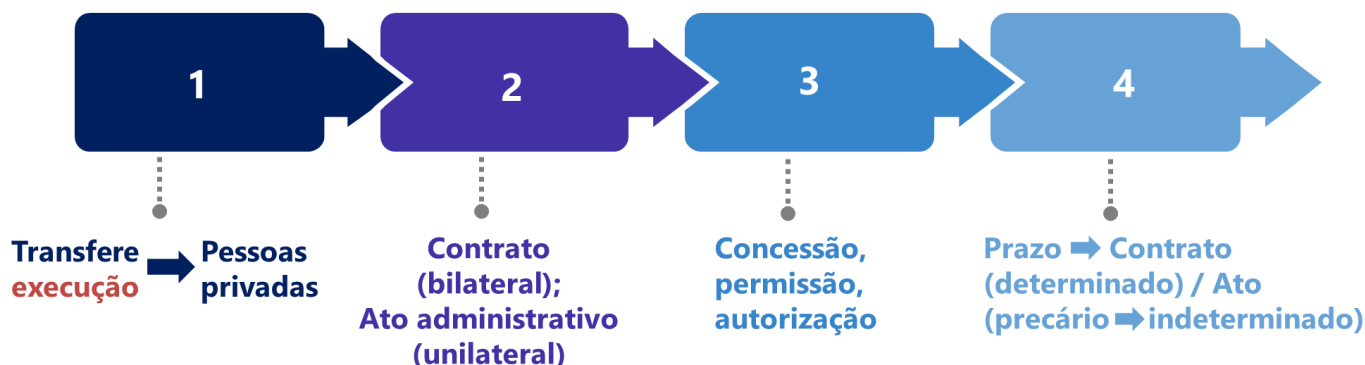 1
2
3
4
Transfere
execução
Pessoas
privadas
Contrato
(bilateral);
Ato administrativo
(unilateral)
Concessão,
permissão,
autorização
Prazo ➡ Contrato
(determinado) / Ato
(precário ➡ indeterminado)